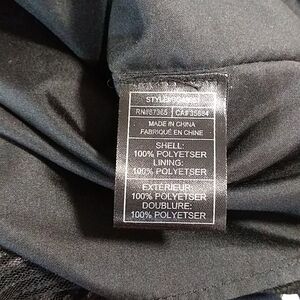 RN#87365 CA# 35884
MADE IN CHINA
FABRIQUÉ EN CHINE
SHELL:
100% POLYETSER
LINING:
100% POLYETSER
EXTÉRIEUR:
100% POLYETSER
DOUBLURE:
100% POLYETSER